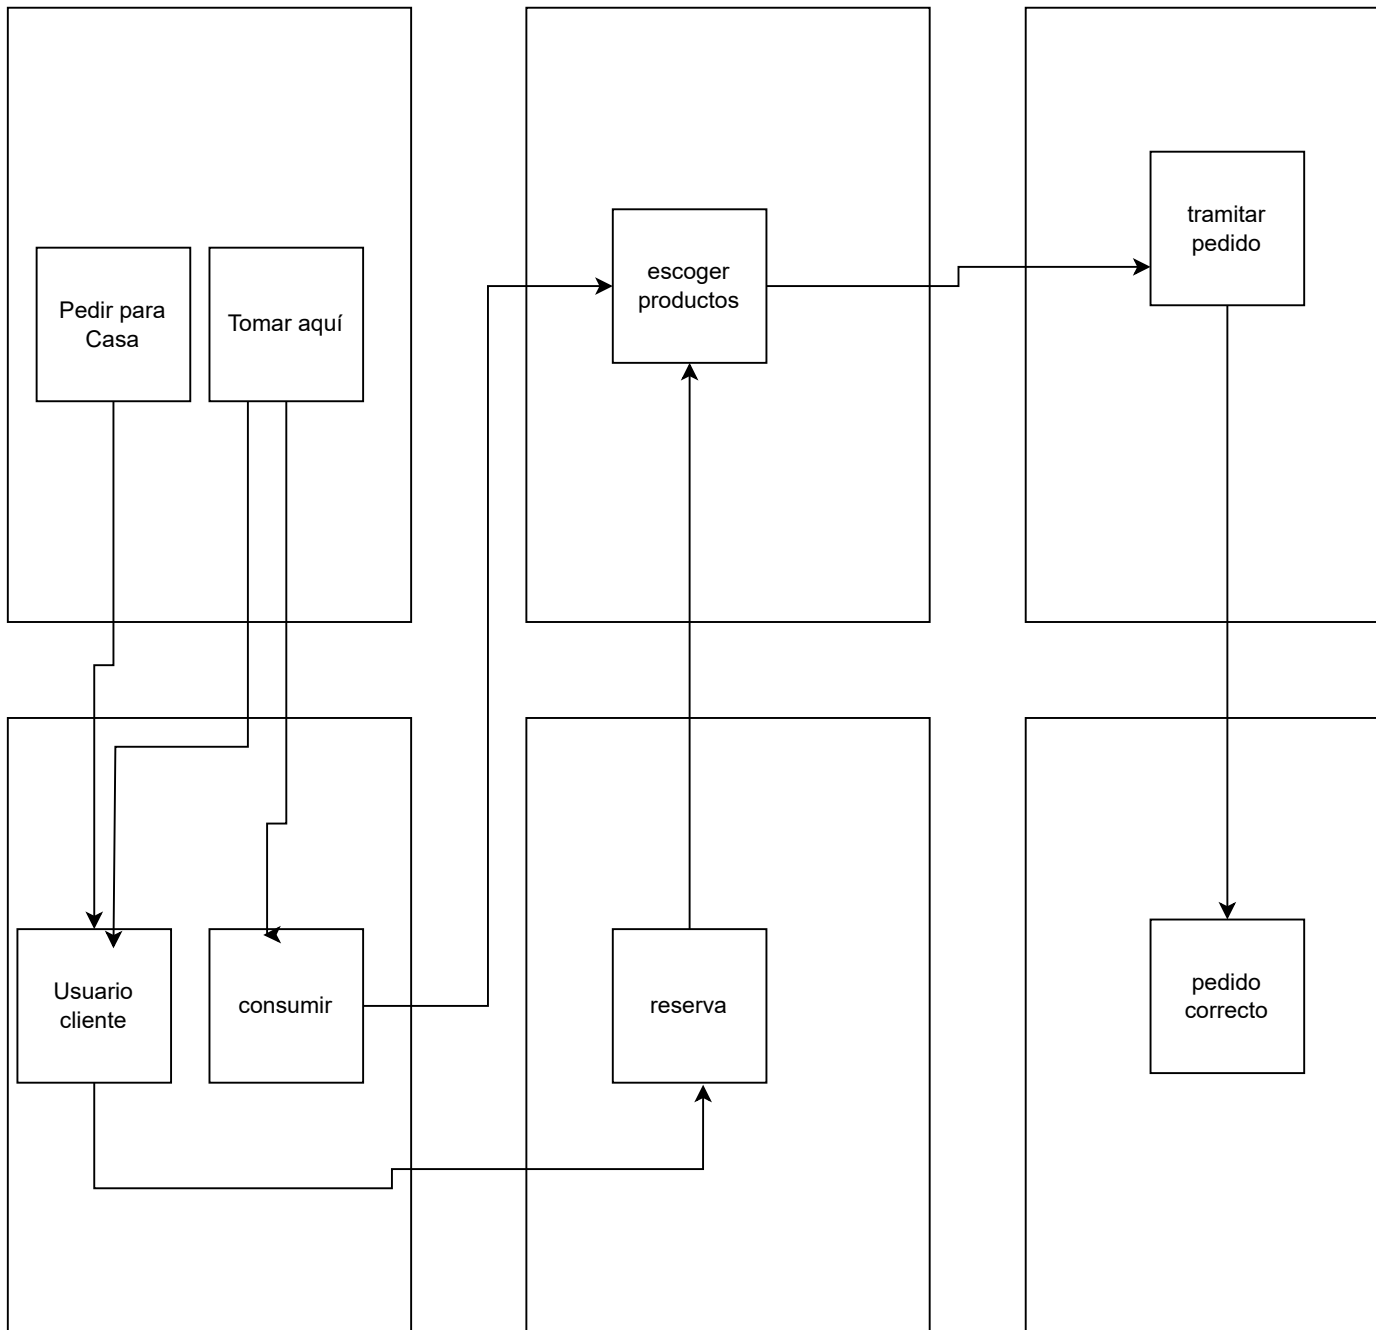 Pedir para
Casa
Tomar aquí
escoger
productos
tramitar
pedido
Usuario
cliente
consumir
reserva
pedido
correcto